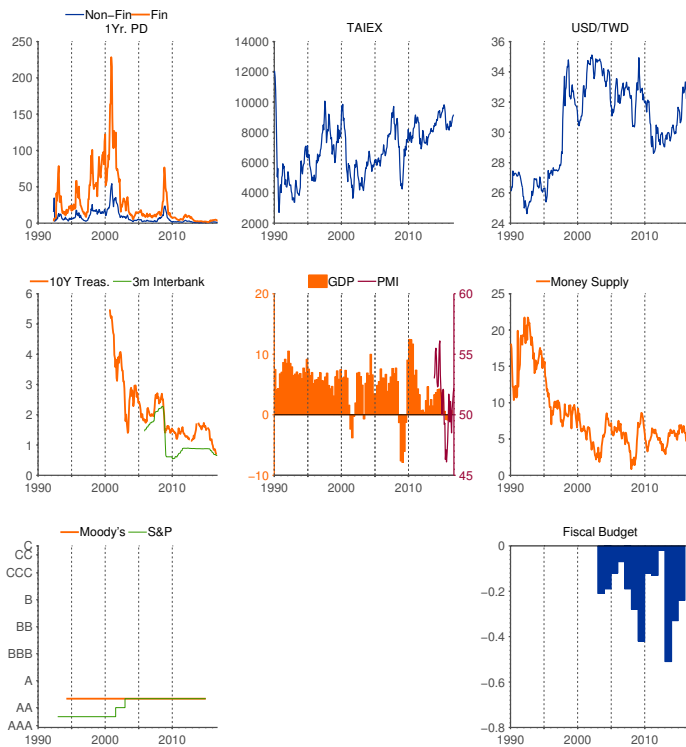 Non−Fin Fin
1Yr. PD
250
200
150
100
50
0
1990 2000 2010
TAIEX
14000
12000
10000
8000
6000
4000
2000
1990 2000 2010
USD/TWD
36
34
32
30
28
26
24
1990 2000 2010
10Y Treas. 3m Interbank
6
5
4
3
2
1
0
1990 2000 2010
GDP PMI
20
10
0
−10
60
55
50
45
1990 2000 2010
Money Supply
25
20
15
10
5
0
1990 2000 2010
Moody's S&P
C
CC
CCC
B
BB
BBB
A
AA
AAA
1990 2000 2010
Fiscal Budget
0
−0.2
−0.4
−0.6
−0.8
1990 2000 2010